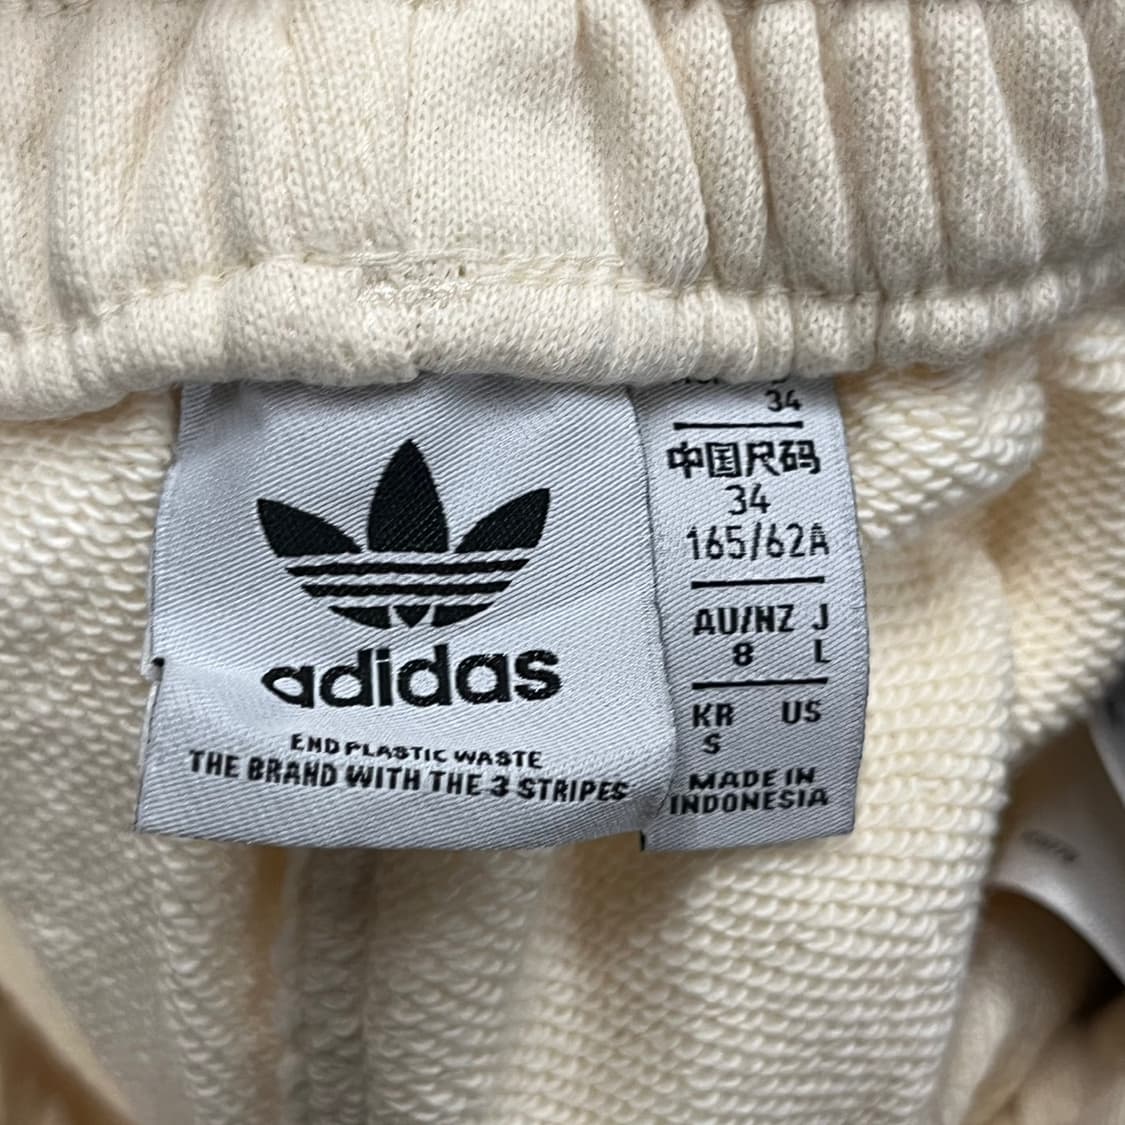 adidas
END PLASTIC WASTE
THE BRAND WITH THE 3 STRIPES
34
中国尺码
34
165/62A
AU/NZ J
8 L
KR US
S
MADE IN
INDONESIA